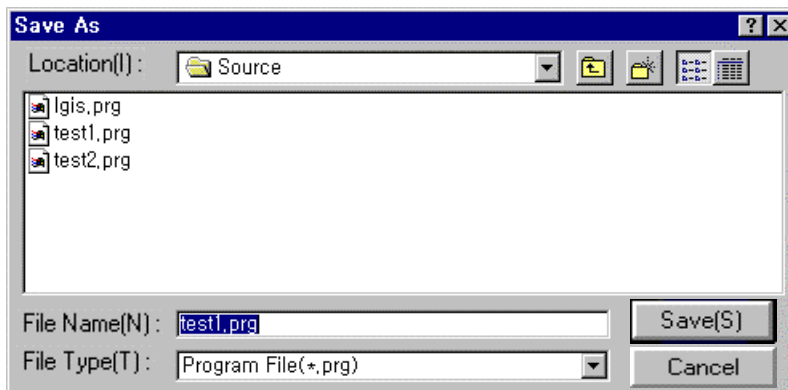 Save As
Location(I) : Source
lgis,prg
test1,prg
test2,prg
File Name(N) : test1,prg Save(S)
File Type(T) : Program File(*,prg) Cancel